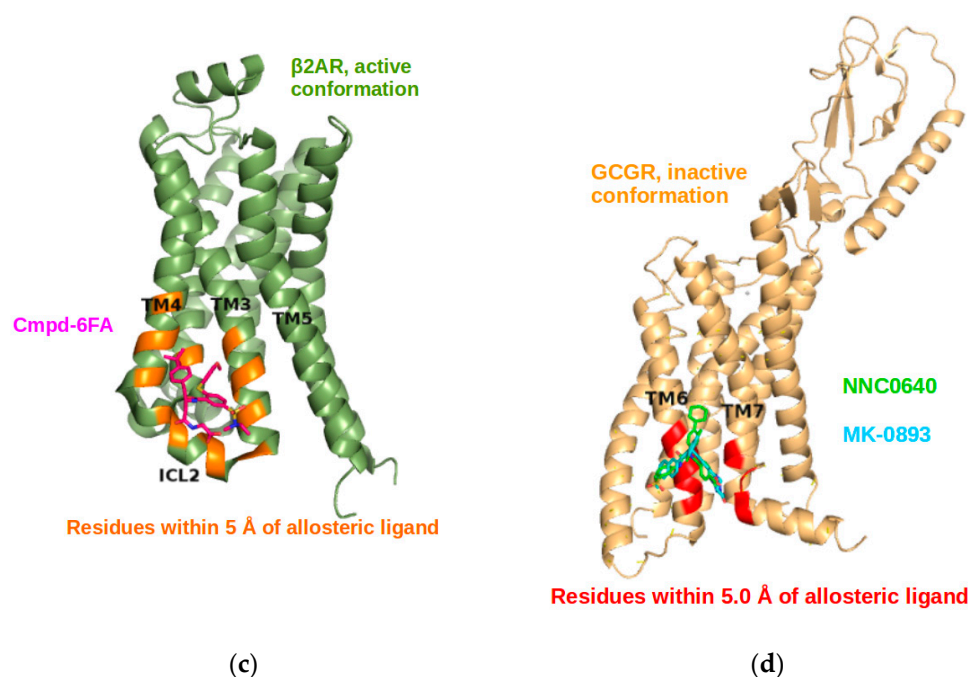 β2AR, active
conformation
TM4
TM3
TM5
Cmpd-6FA
ICL2
Residues within 5 Å of allosteric ligand
(c)
GCGR, inactive
conformation
TM6
TM7
NNC0640
MK-0893
Residues within 5.0 Å of allosteric ligand
(d)